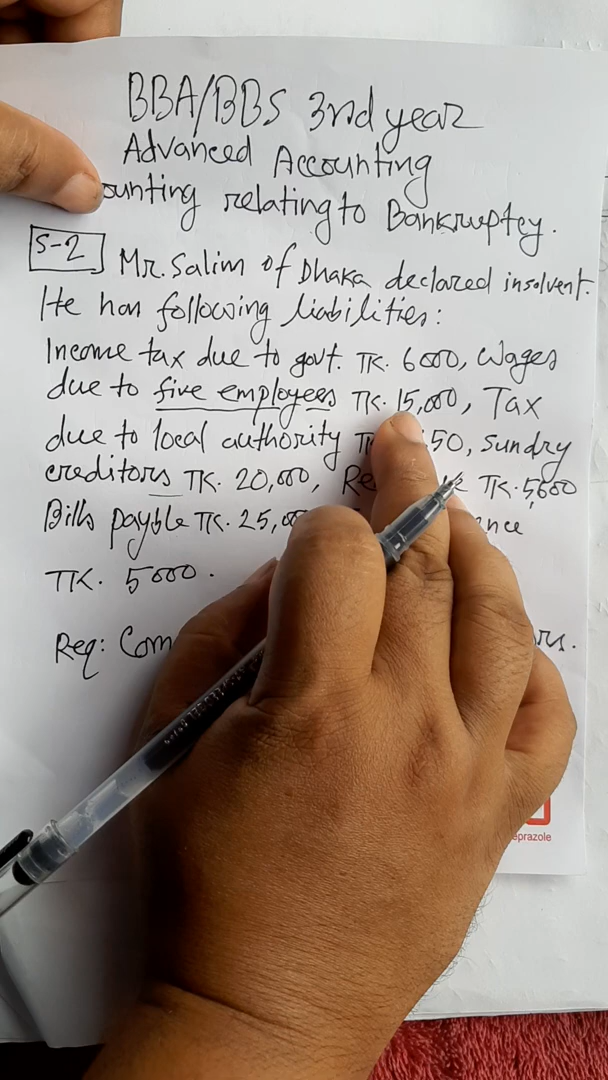 BBA/BBS 3rd year
Advanced Accounting
ounting relating to Bankruptcy.
S-2 Mr. Salim of Dhaka declared insolvent.
He has following liabilities:
Income tax due to govt. TK. 6000, Wages
due to five employees TK. 15,000, Tax
due to local authority 50, sundry
creditors TK. 20,000, TK. 5,600
Bills payble TK. 25,
TK. 5000.
Req: Com
eprazole